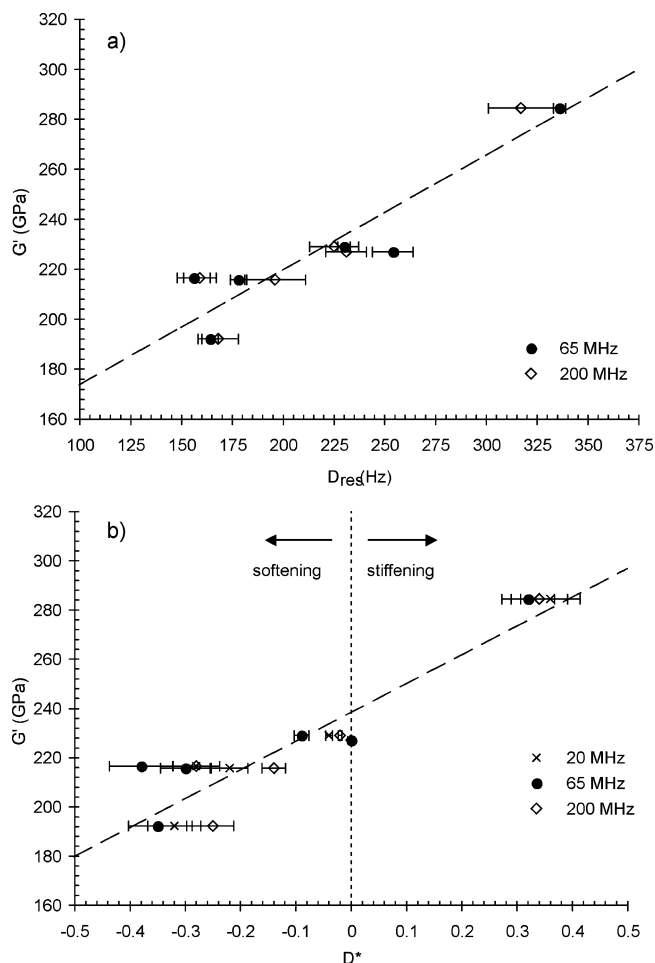 a)
320
300
280
260
240
220
200
180
160
G' (GPa)
65 MHz
200 MHz
100 125 150 175 200 225 250 275 300 325 350 375
Dres(Hz)
b)
320
300
280
260
240
220
200
180
160
G' (GPa)
softening stiffening
20 MHz
65 MHz
200 MHz
-0.5 -0.4 -0.3 -0.2 -0.1 0 0.1 0.2 0.3 0.4 0.5
D*